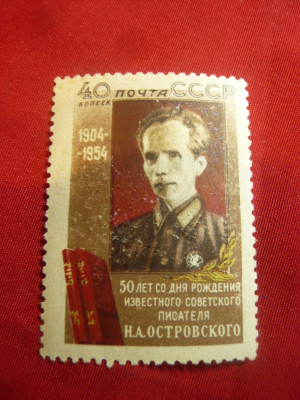 40 ПОЧТА СССР
КОПЕЕК
1904-
-1954
50 ЛЕТ СО ДНЯ РОЖДЕНИЯ
ИЗВЕСТНОГО СОВЕТСКОГО
ПИСАТЕЛЯ
Н.А.ОСТРОВСКОГО